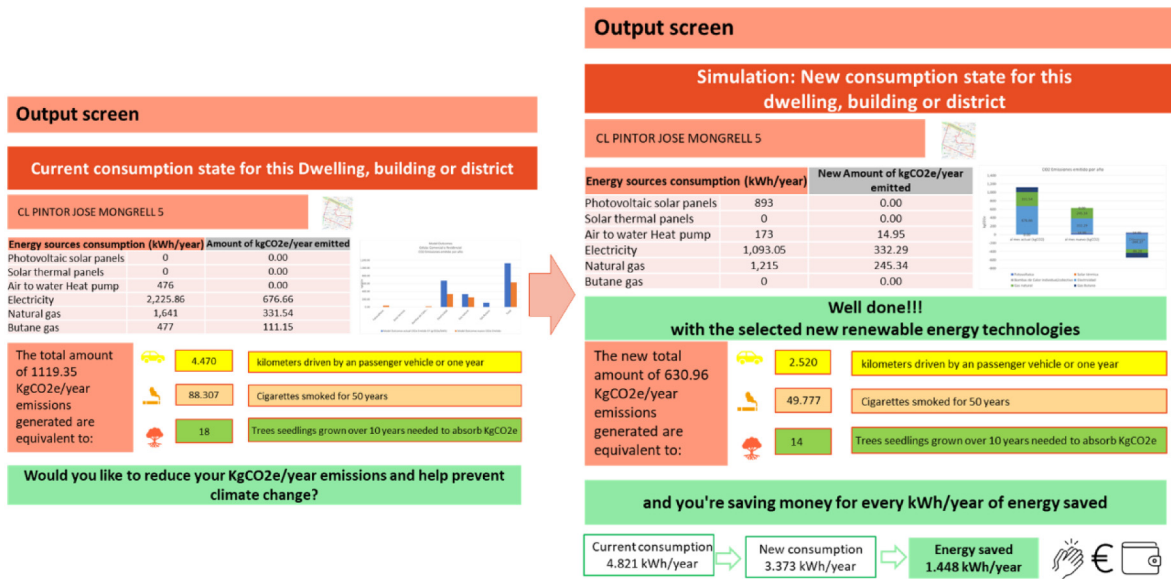 Output screen
Current consumption state for this Dwelling, building or district
CL PINTOR JOSE MONGRELL 5
Energy sources consumption (kWh/year) Amount of kgCO2e/year emitted
Photovoltaic solar panels 0 0.00
Solar thermal panels 0 0.00
Air to water Heat pump 476 0.00
Electricity 2,225.86 676.66
Natural gas 1,641 331.54
Butane gas 477 111.15
The total amount
of 1119.35
KgCO2e/year
emissions
generated are
equivalent to:
4.470 kilometers driven by an passenger vehicle or one year
88.307 Cigarettes smoked for 50 years
18 Trees seedlings grown over 10 years needed to absorb KgCO2e
Would you like to reduce your KgCO2e/year emissions and help prevent
climate change?
Output screen
Simulation: New consumption state for this
dwelling, building or district
CL PINTOR JOSE MONGRELL 5
Energy sources consumption (kWh/year) New Amount of kgCO2e/year
emitted
Photovoltaic solar panels 893 0.00
Solar thermal panels 0 0.00
Air to water Heat pump 173 14.95
Electricity 1,093.05 332.29
Natural gas 1,215 245.34
Butane gas 0 0.00
Well done!!!
with the selected new renewable energy technologies
The new total
amount of 630.96
KgCO2e/year
emissions
generated are
equivalent to:
2.520 kilometers driven by an passenger vehicle or one year
49.777 Cigarettes smoked for 50 years
14 Trees seedlings grown over 10 years needed to absorb KgCO2e
and you're saving money for every kWh/year of energy saved
Current consumption
4.821 kWh/year
New consumption
3.373 kWh/year
Energy saved
1.448 kWh/year
€